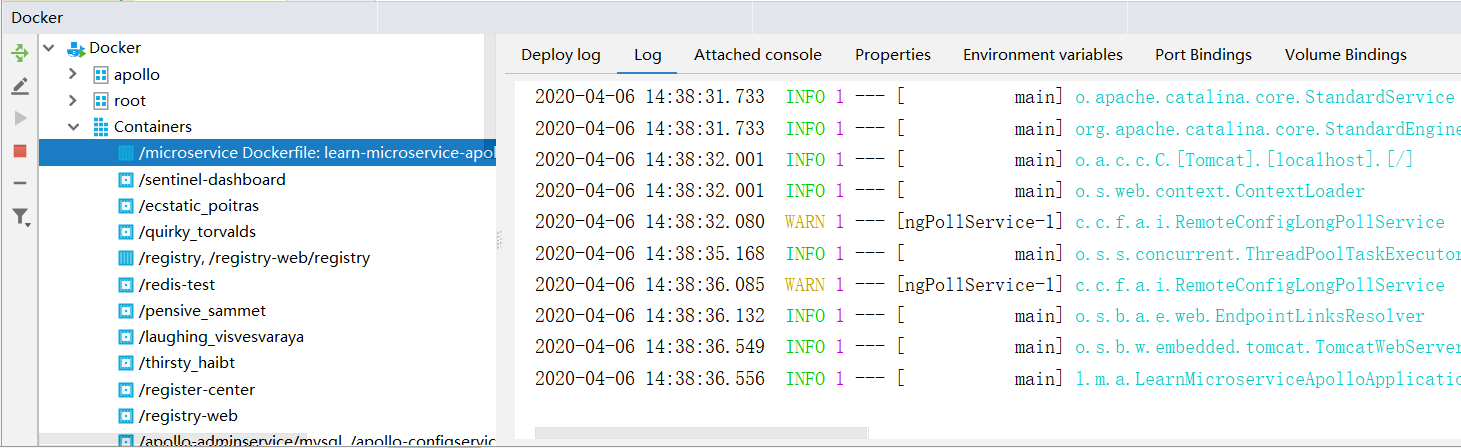 Docker
Docker
apollo
root
Containers
/microservice Dockerfile: learn-microservice-apol
/sentinel-dashboard
/ecstatic_poitras
/quirky_torvalds
/registry, /registry-web/registry
/redis-test
/pensive_sammet
/laughing_visvesvaraya
/thirsty_haibt
/register-center
/registry-web
/apollo-adminservice/mysql, /apollo-configservic
Deploy log Log Attached console Properties Environment variables Port Bindings Volume Bindings
2020-04-06 14:38:31.733 INFO 1 --- [ main] o.apache.catalina.core.StandardService
2020-04-06 14:38:31.733 INFO 1 --- [ main] org.apache.catalina.core.StandardEngine
2020-04-06 14:38:32.001 INFO 1 --- [ main] o.a.c.c.C.[Tomcat].[localhost].[/]
2020-04-06 14:38:32.001 INFO 1 --- [ main] o.s.web.context.ContextLoader
2020-04-06 14:38:32.080 WARN 1 --- [ngPollService-1] c.c.f.a.i.RemoteConfigLongPollService
2020-04-06 14:38:35.168 INFO 1 --- [ main] o.s.s.concurrent.ThreadPoolTaskExecutor
2020-04-06 14:38:36.085 WARN 1 --- [ngPollService-1] c.c.f.a.i.RemoteConfigLongPollService
2020-04-06 14:38:36.132 INFO 1 --- [ main] o.s.b.a.e.web.EndpointLinksResolver
2020-04-06 14:38:36.549 INFO 1 --- [ main] o.s.b.w.embedded.tomcat.TomcatWebServer
2020-04-06 14:38:36.556 INFO 1 --- [ main] l.m.a.LearnMicroserviceApolloApplicatio